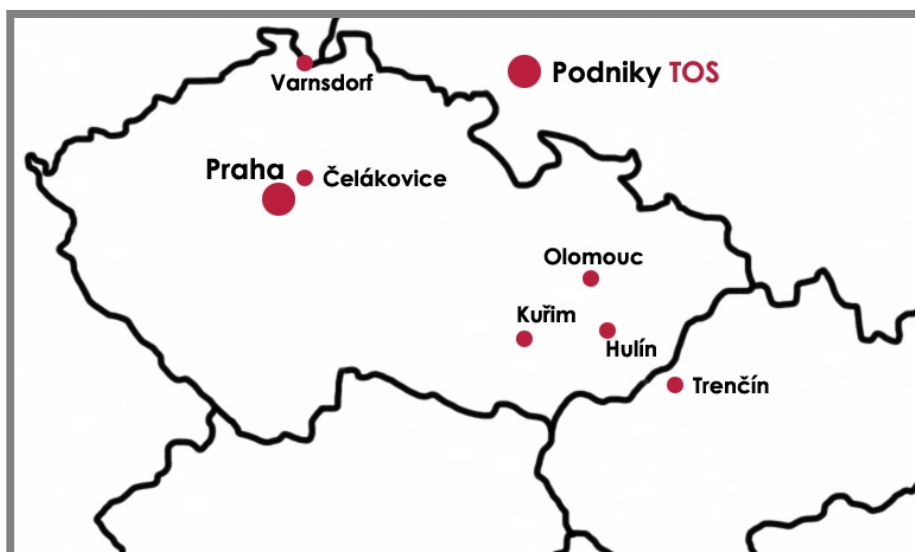 Varnsdorf
Podniky TOS
Praha
Čelákovice
Olomouc
Kuřim
Hulín
Trenčín